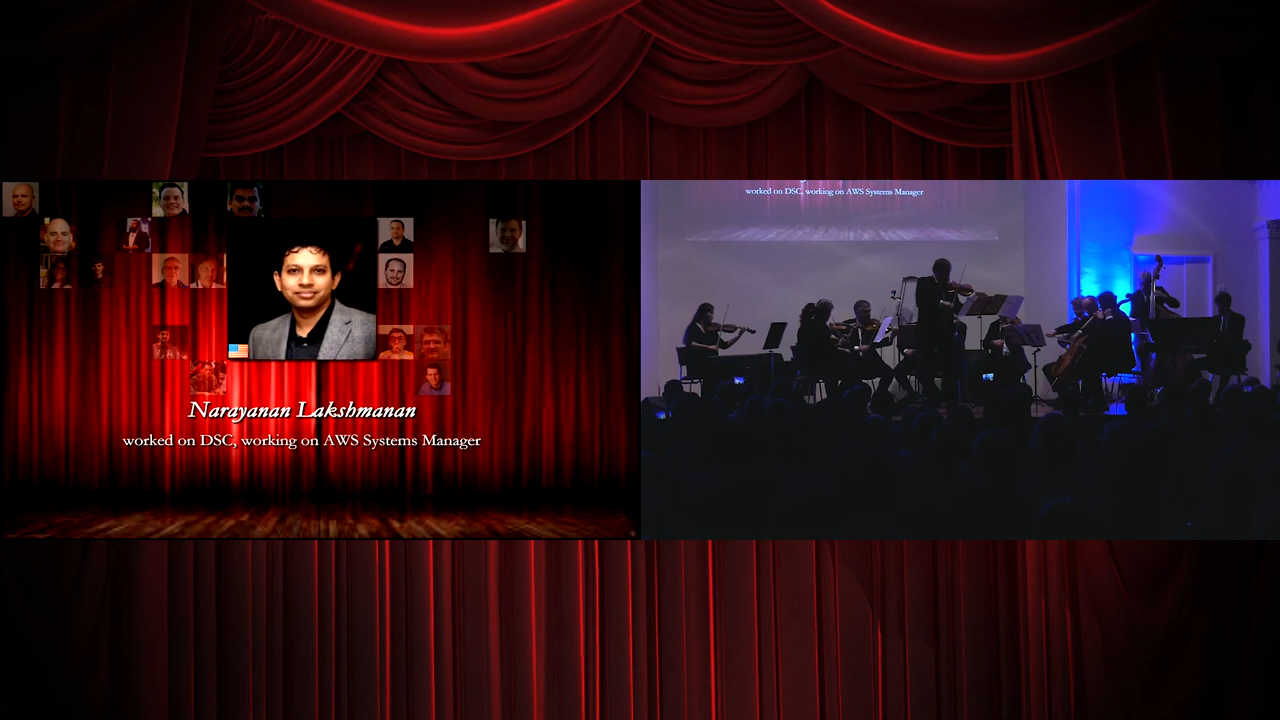 Narayanan Lakshmanan
worked on DSC, working on AWS Systems Manager
worked on DSC, working on AWS Systems Manager